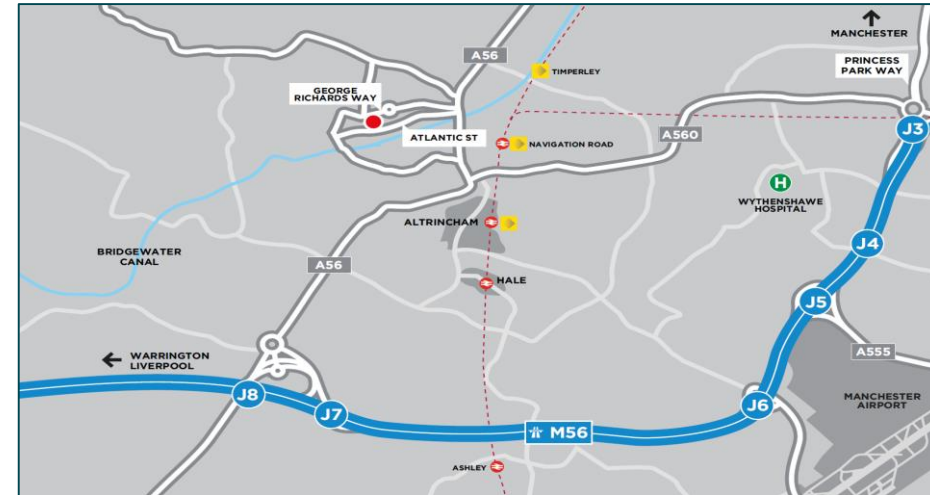 MANCHESTER
PRINCESS
PARK WAY
A56
TIMPERLEY
GEORGE
RICHARDS WAY
J3
ATLANTIC ST
A560
NAVIGATION ROAD
H
WYTHENSHAWE
HOSPITAL
ALTRINCHAM
J4
BRIDGEWATER
CANAL
A56
HALE
J5
A555
WARRINGTON
LIVERPOOL
MANCHESTER
AIRPORT
J8
J7
J6
M56
ASHLEY